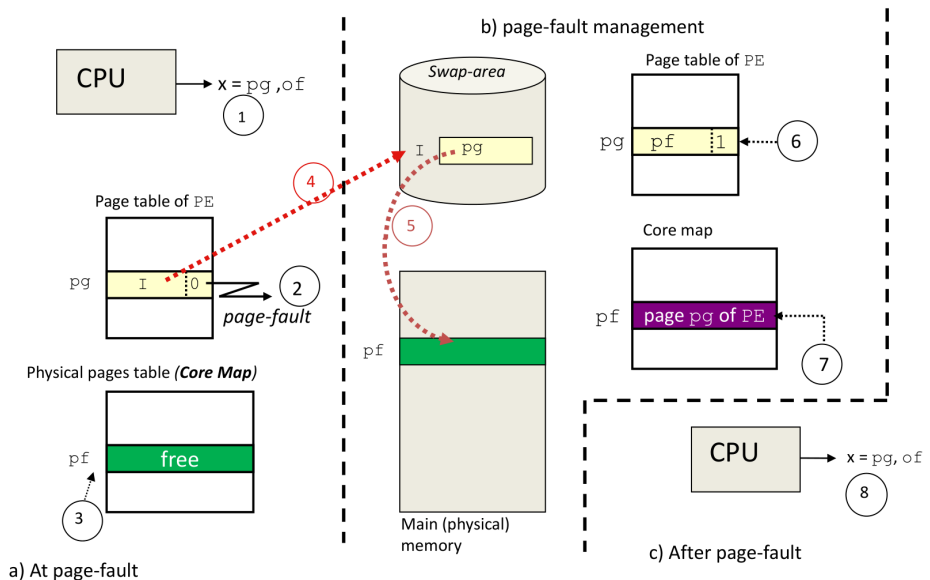 b) page-fault management
CPU
x = pg ,of
1
Swap-area
I
pg
Page table of PE
pg
pf
1
6
4
5
Page table of PE
pg
I
0
2
page-fault
Core map
pf
page pg of PE
7
pf
Physical pages table (Core Map)
pf
free
3
CPU
x = pg, of
8
Main (physical)
memory
c) After page-fault
a) At page-fault